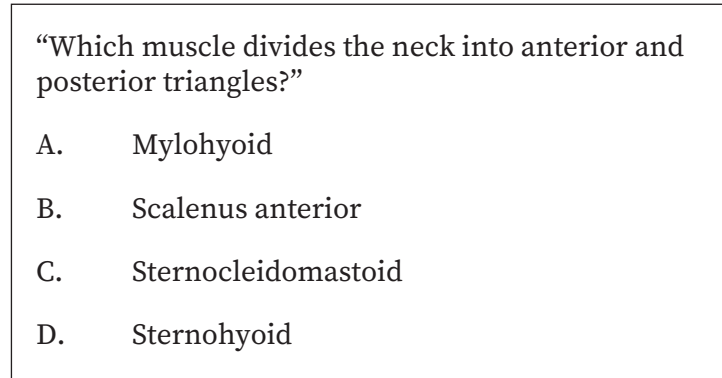 “Which muscle divides the neck into anterior and
posterior triangles?”
A. Mylohyoid
B. Scalenus anterior
C. Sternocleidomastoid
D. Sternohyoid